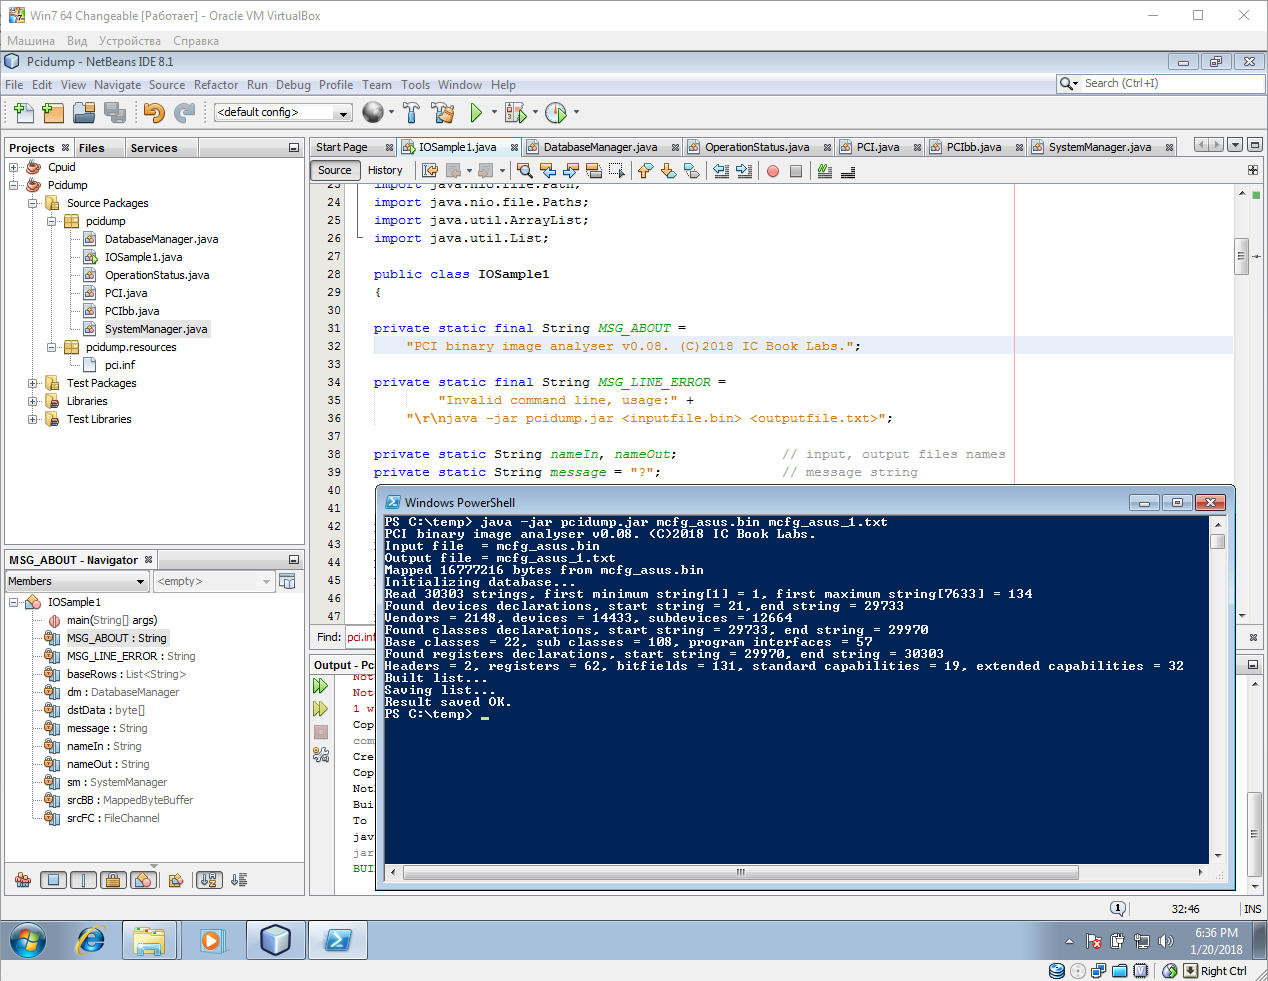 Win7 64 Changeable [Работает] - Oracle VM VirtualBox
Машина Вид Устройства Справка
Pcidump - NetBeans IDE 8.1
File Edit View Navigate Source Refactor Run Debug Profile Team Tools Window Help
Search (Ctrl+I)
<default config>
Projects Files Services
Cpuid
Pcidump
Source Packages
pcidump
DatabaseManager.java
IOSample1.java
OperationStatus.java
PCI.java
PCIbb.java
SystemManager.java
pcidump.resources
pci.inf
Test Packages
Libraries
Test Libraries
Start Page IOSample1.java DatabaseManager.java OperationStatus.java PCI.java PCIbb.java SystemManager.java
Source History
23 import java.nio.file.Path;
24 import java.nio.file.Paths;
25 import java.util.ArrayList;
26 import java.util.List;
27
28 public class IOSample1
29 {
30
31 private static final String MSG_ABOUT =
32 "PCI binary image analyser v0.08. (C)2018 IC Book Labs.";
33
34 private static final String MSG_LINE_ERROR =
35 "Invalid command line, usage:" +
36 "\r\njava -jar pcidump.jar <inputfile.bin> <outputfile.txt>";
37
38 private static String nameIn, nameOut; // input, output files names
39 private static String message = "?"; // message string
40
41
42
43
44
45
46
47
Find: pci.inf
MSG_ABOUT - Navigator
Members <empty>
IOSample1
main(String[] args)
MSG_ABOUT : String
MSG_LINE_ERROR : String
baseRows : List<String>
dm : DatabaseManager
dstData : byte[]
message : String
nameIn : String
nameOut : String
sm : SystemManager
srcBB : MappedByteBuffer
srcFC : FileChannel
Output - Pc
Note
Note
1 w
Cop
com
Cre
Cop
Not
Bui
To
jav
jar
BUI
Windows PowerShell
PS C:\temp> java -jar pcidump.jar mcfg_asus.bin mcfg_asus_1.txt
PCI binary image analyser v0.08. (C)2018 IC Book Labs.
Input file = mcfg_asus.bin
Output file = mcfg_asus_1.txt
Mapped 16777216 bytes from mcfg_asus.bin
Initializing database...
Read 30303 strings, first minimum string[1] = 1, first maximum string[7633] = 134
Found devices declarations, start string = 21, end string = 29733
Vendors = 2148, devices = 14433, subdevices = 12664
Found classes declarations, start string = 29733, end string = 29970
Base classes = 22, sub classes = 108, program interfaces = 57
Found registers declarations, start string = 29970, end string = 30303
Headers = 2, registers = 62, bitfields = 131, standard capabilities = 19, extended capabilities = 32
Built list...
Saving list...
Result saved OK.
PS C:\temp> _
1
32:46 INS
6:36 PM
1/20/2018
Right Ctrl